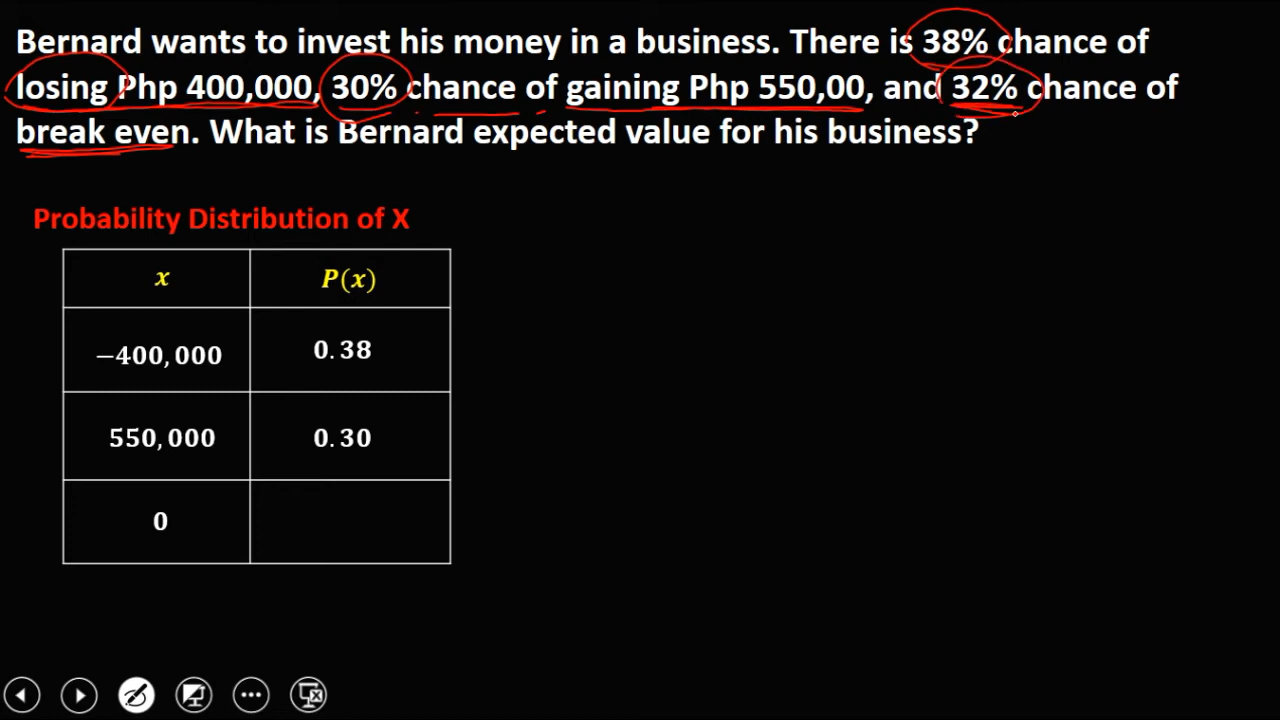 Bernard wants to invest his money in a business. There is 38% chance of
losing Php 400,000, 30% chance of gaining Php 550,00, and 32% chance of
break even. What is Bernard expected value for his business?
Probability Distribution of X
x P(x)
−400,000 0.38
550,000 0.30
0